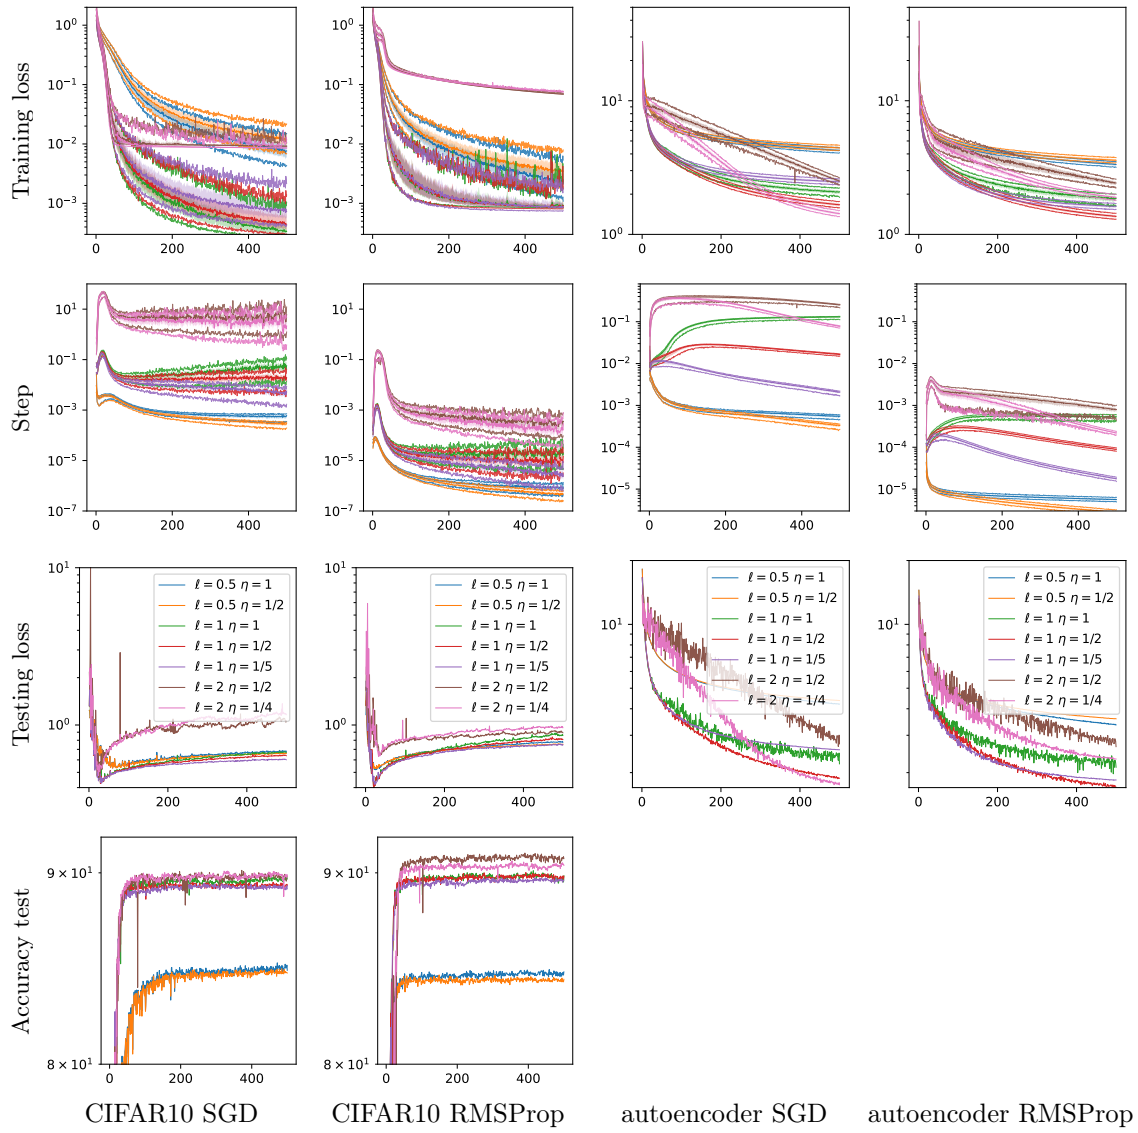 Training loss
10^0
10^{-1}
10^{-2}
10^{-3}
0 200 400
0 200 400
10^1
10^0
0 200 400
10^1
10^0
0 200 400
Step
10^1
10^{-1}
10^{-3}
10^{-5}
10^{-7}
0 200 400
10^1
10^{-1}
10^{-3}
10^{-5}
10^{-7}
0 200 400
10^{-1}
10^{-2}
10^{-3}
10^{-4}
10^{-5}
0 200 400
10^{-1}
10^{-2}
10^{-3}
10^{-4}
10^{-5}
0 200 400
Testing loss
10^1
10^0
0 200 400
ℓ = 0.5 η = 1
ℓ = 0.5 η = 1/2
ℓ = 1 η = 1
ℓ = 1 η = 1/2
ℓ = 1 η = 1/5
ℓ = 2 η = 1/2
ℓ = 2 η = 1/4
10^1
10^0
0 200 400
ℓ = 0.5 η = 1
ℓ = 0.5 η = 1/2
ℓ = 1 η = 1
ℓ = 1 η = 1/2
ℓ = 1 η = 1/5
ℓ = 2 η = 1/2
ℓ = 2 η = 1/4
10^1
0 200 400
ℓ = 0.5 η = 1
ℓ = 0.5 η = 1/2
ℓ = 1 η = 1
ℓ = 1 η = 1/2
ℓ = 1 η = 1/5
ℓ = 2 η = 1/2
ℓ = 2 η = 1/4
10^1
0 200 400
ℓ = 0.5 η = 1
ℓ = 0.5 η = 1/2
ℓ = 1 η = 1
ℓ = 1 η = 1/2
ℓ = 1 η = 1/5
ℓ = 2 η = 1/2
ℓ = 2 η = 1/4
Accuracy test
9 × 10^1
8 × 10^1
0 200 400
9 × 10^1
8 × 10^1
0 200 400
CIFAR10 SGD
CIFAR10 RMSProp
autoencoder SGD
autoencoder RMSProp